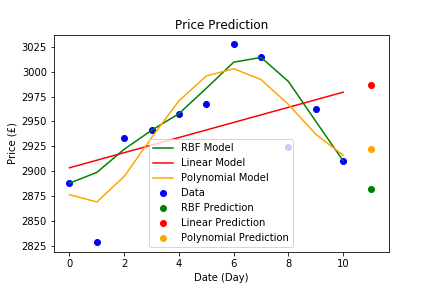 Price Prediction
Price (£)
3025
3000
2975
2950
2925
2900
2875
2850
2825
RBF Model
Linear Model
Polynomial Model
Data
RBF Prediction
Linear Prediction
Polynomial Prediction
0 2 4 6 8 10
Date (Day)